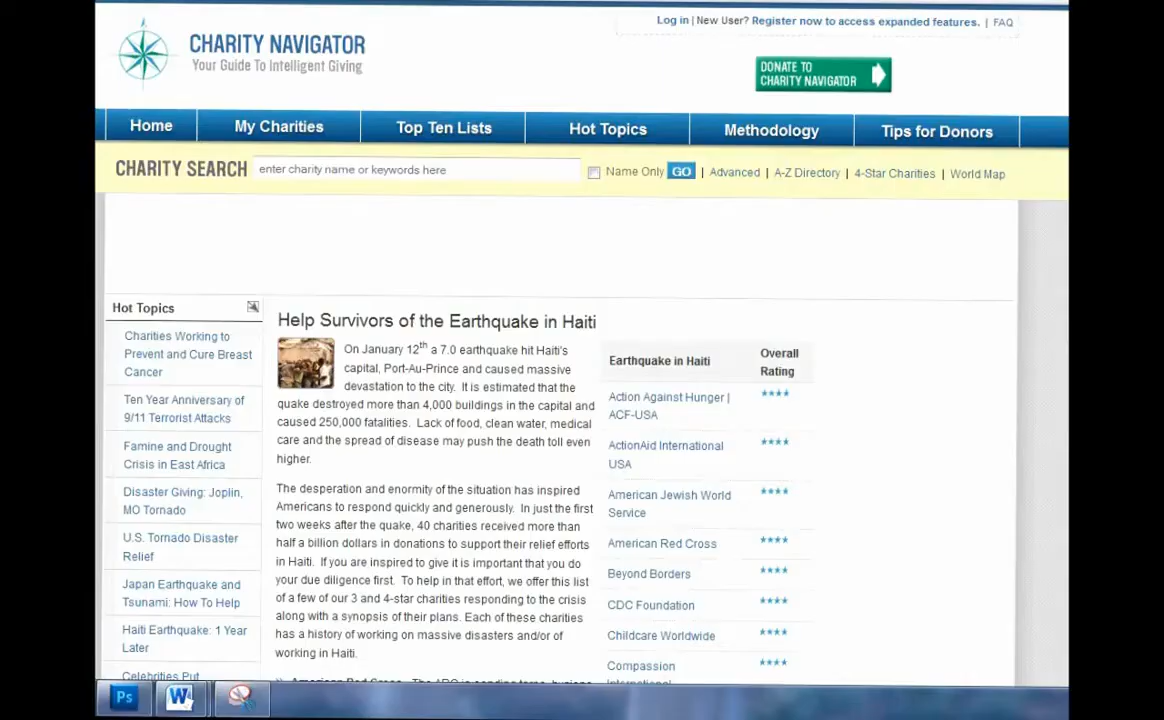 Log in | New User? Register now to access expanded features. | FAQ
CHARITY NAVIGATOR
Your Guide To Intelligent Giving
DONATE TO
CHARITY NAVIGATOR
Home My Charities Top Ten Lists Hot Topics Methodology Tips for Donors
CHARITY SEARCH enter charity name or keywords here Name Only GO | Advanced | A-Z Directory | 4-Star Charities | World Map
Hot Topics
Charities Working to
Prevent and Cure Breast
Cancer
Ten Year Anniversary of
9/11 Terrorist Attacks
Famine and Drought
Crisis in East Africa
Disaster Giving: Joplin,
MO Tornado
U.S. Tornado Disaster
Relief
Japan Earthquake and
Tsunami: How To Help
Haiti Earthquake: 1 Year
Later
Celebrities Put
Help Survivors of the Earthquake in Haiti
On January 12th a 7.0 earthquake hit Haiti's
capital, Port-Au-Prince and caused massive
devastation to the city. It is estimated that the
quake destroyed more than 4,000 buildings in the capital and
caused 250,000 fatalities. Lack of food, clean water, medical
care and the spread of disease may push the death toll even
higher.
The desperation and enormity of the situation has inspired
Americans to respond quickly and generously. In just the first
two weeks after the quake, 40 charities received more than
half a billion dollars in donations to support their relief efforts
in Haiti. If you are inspired to give it is important that you do
your due diligence first. To help in that effort, we offer this list
of a few of our 3 and 4-star charities responding to the crisis
along with a synopsis of their plans. Each of these charities
has a history of working on massive disasters and/or of
working in Haiti.
Earthquake in Haiti
Overall
Rating
Action Against Hunger | ****
ACF-USA
ActionAid International ****
USA
American Jewish World ****
Service
American Red Cross ****
Beyond Borders ****
CDC Foundation ****
Childcare Worldwide ****
Compassion ****
Ps
W